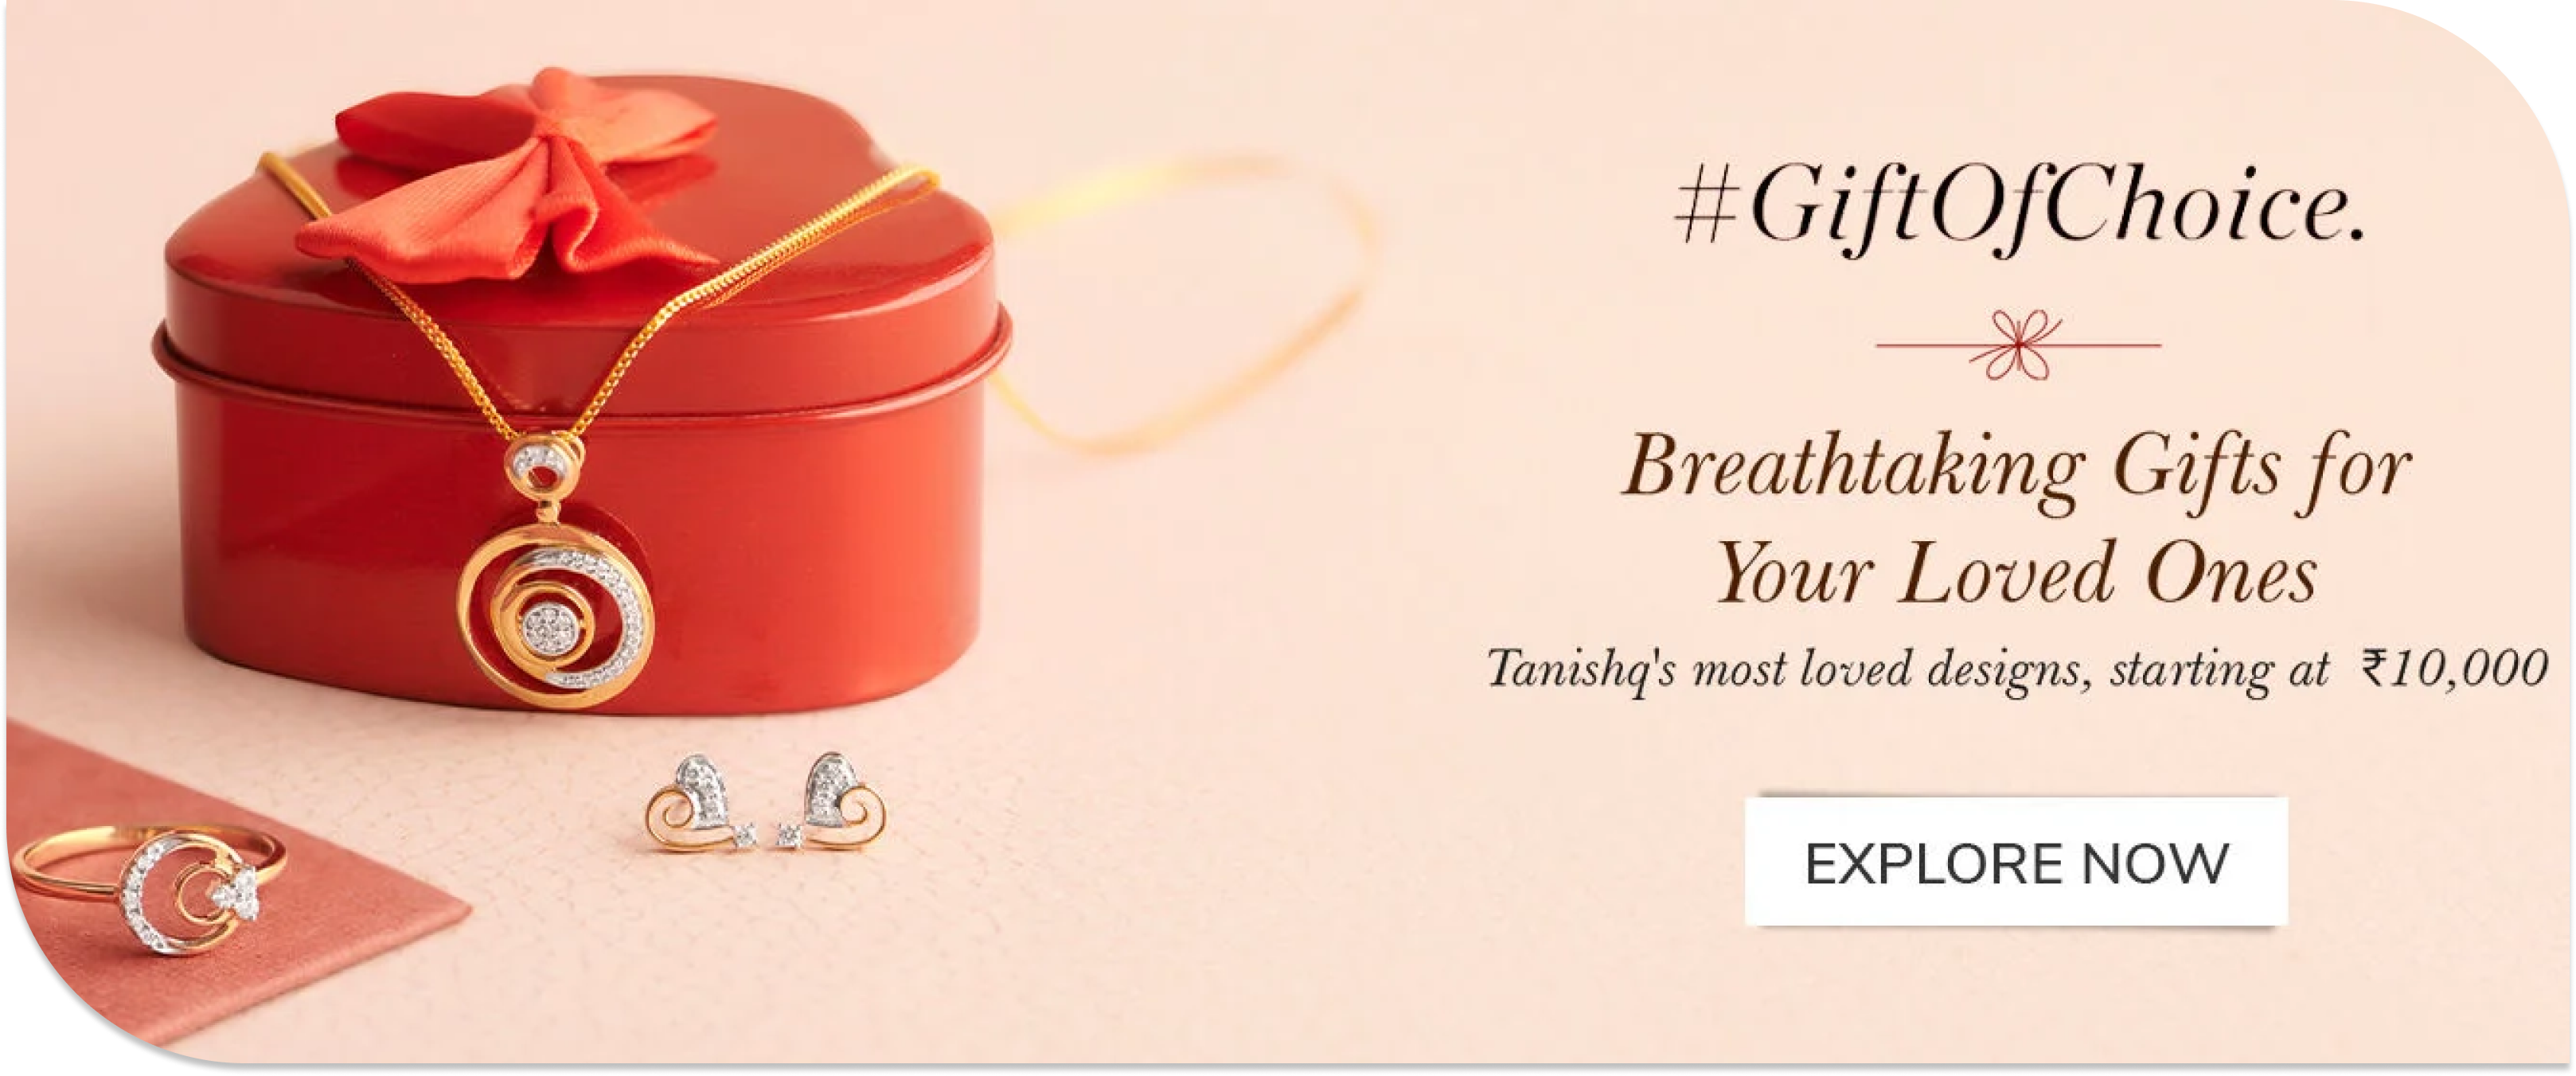 #GiftOfChoice.
Breathtaking Gifts for
Your Loved Ones
Tanishq's most loved designs, starting at ₹10,000
EXPLORE NOW